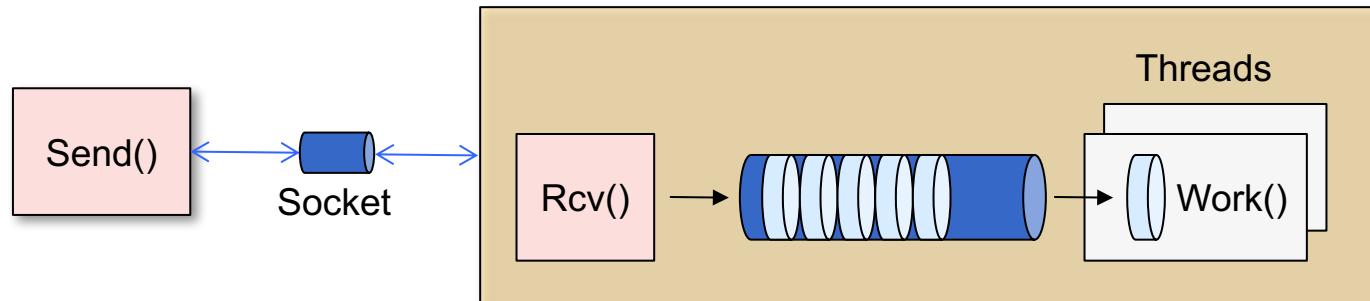 Threads
Send()
Socket
Rcv()
Work()